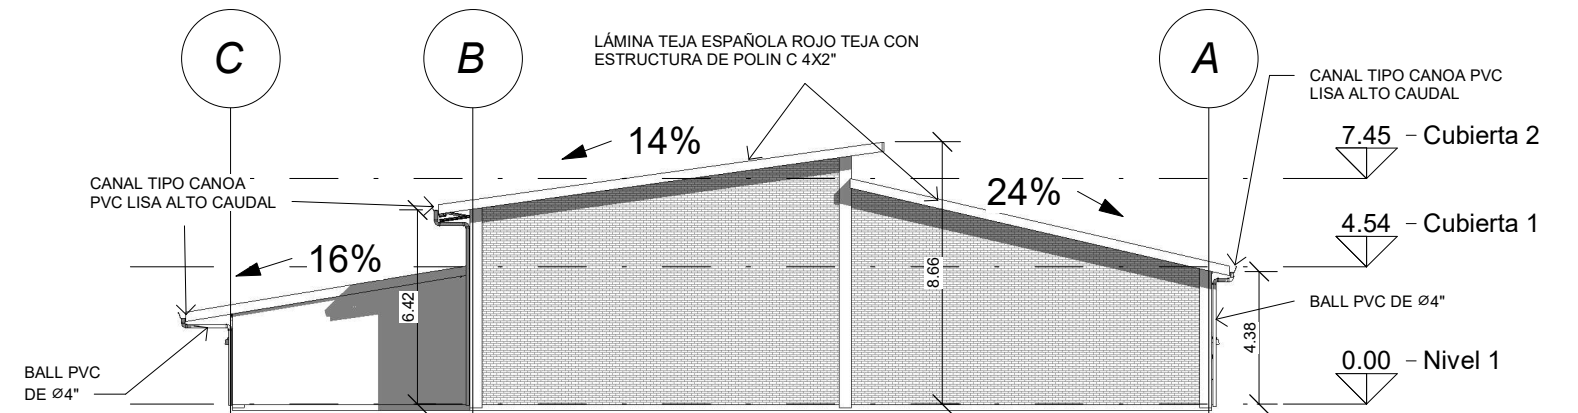 C
B
A
LÁMINA TEJA ESPAÑOLA ROJO TEJA CON
ESTRUCTURA DE POLIN C 4X2"
CANAL TIPO CANOA PVC
LISA ALTO CAUDAL
7.45
Cubierta 2
14%
CANAL TIPO CANOA
PVC LISA ALTO CAUDAL
24%
4.54
Cubierta 1
16%
6.42
8.66
4.38
BALL PVC DE Ø4"
BALL PVC
DE Ø4"
0.00
Nivel 1